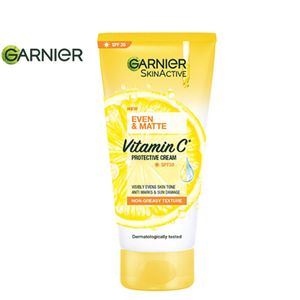 GARNIER
SPF 30
GARNIER
SKINACTIVE
NEW
EVEN
& MATTE
Vitamin C*
PROTECTIVE CREAM
SPF30
VISIBLY EVENS SKIN TONE
ANTI MARKS & SUN DAMAGE
NON-GREASY TEXTURE
Dermatologically tested